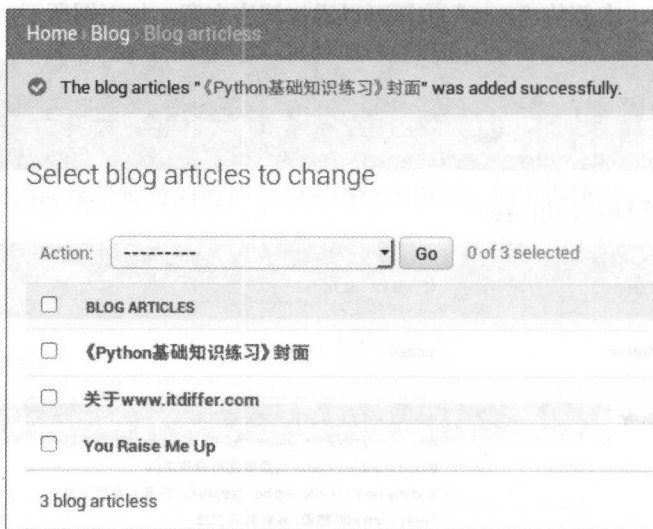 Home › Blog › Blog articless
The blog articles "《Python基础知识练习》封面" was added successfully.
Select blog articles to change
Action: ---------- Go 0 of 3 selected
BLOG ARTICLES
《Python基础知识练习》封面
关于www.itdiffer.com
You Raise Me Up
3 blog articless